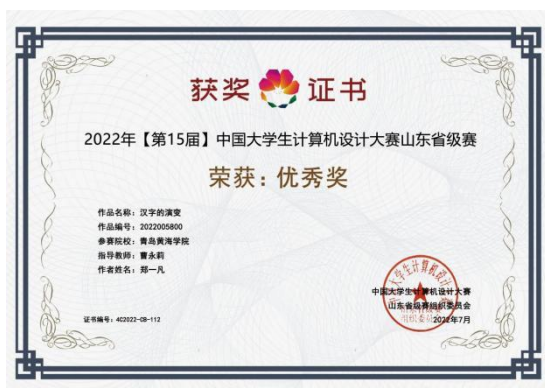 获奖证书
2022年【第15届】中国大学生计算机设计大赛山东省级赛
荣获：优秀奖
作品名称：汉字的演变
作品编号：2022005800
参赛院校：青岛黄海学院
指导教师：曹永莉
作者姓名：郑一凡
中国大学生计算机设计大赛
山东省级赛组织委员会
2022年7月
证书编号：4C2022-CB-112